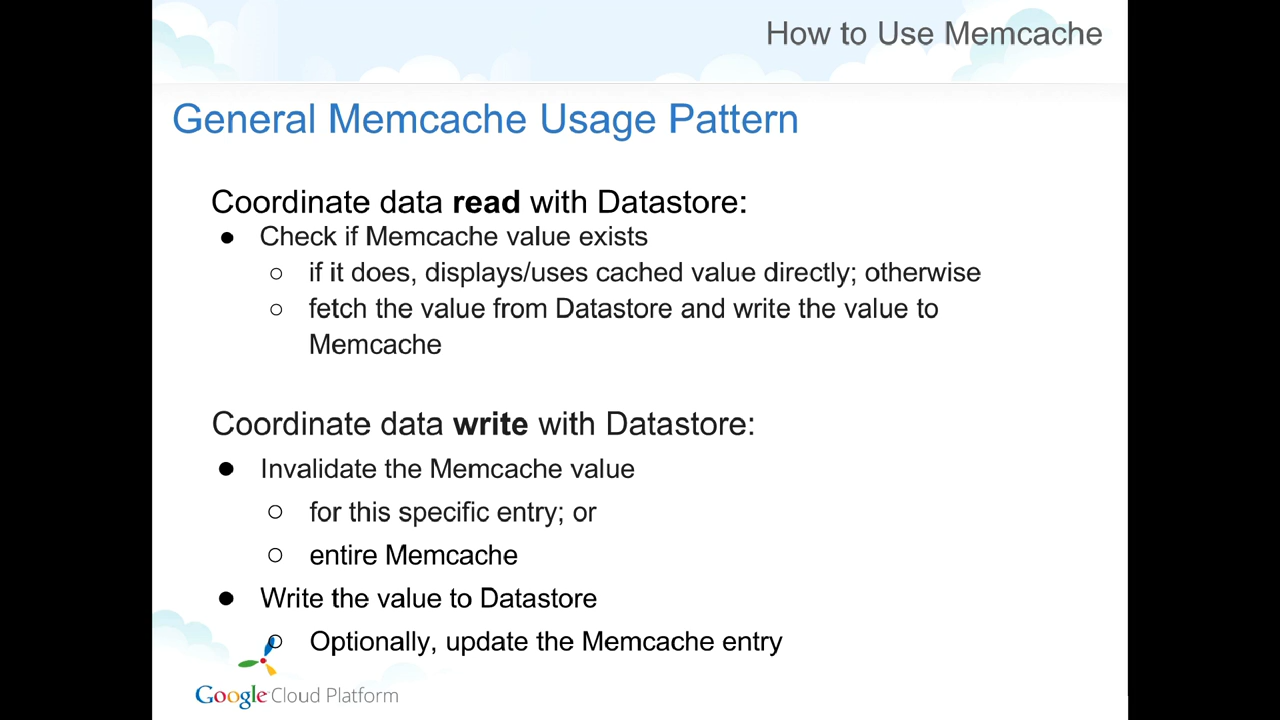 How to Use Memcache
General Memcache Usage Pattern
Coordinate data read with Datastore:
● Check if Memcache value exists
○ if it does, displays/uses cached value directly; otherwise
○ fetch the value from Datastore and write the value to
Memcache
Coordinate data write with Datastore:
● Invalidate the Memcache value
○ for this specific entry; or
○ entire Memcache
● Write the value to Datastore
○ Optionally, update the Memcache entry
Google Cloud Platform